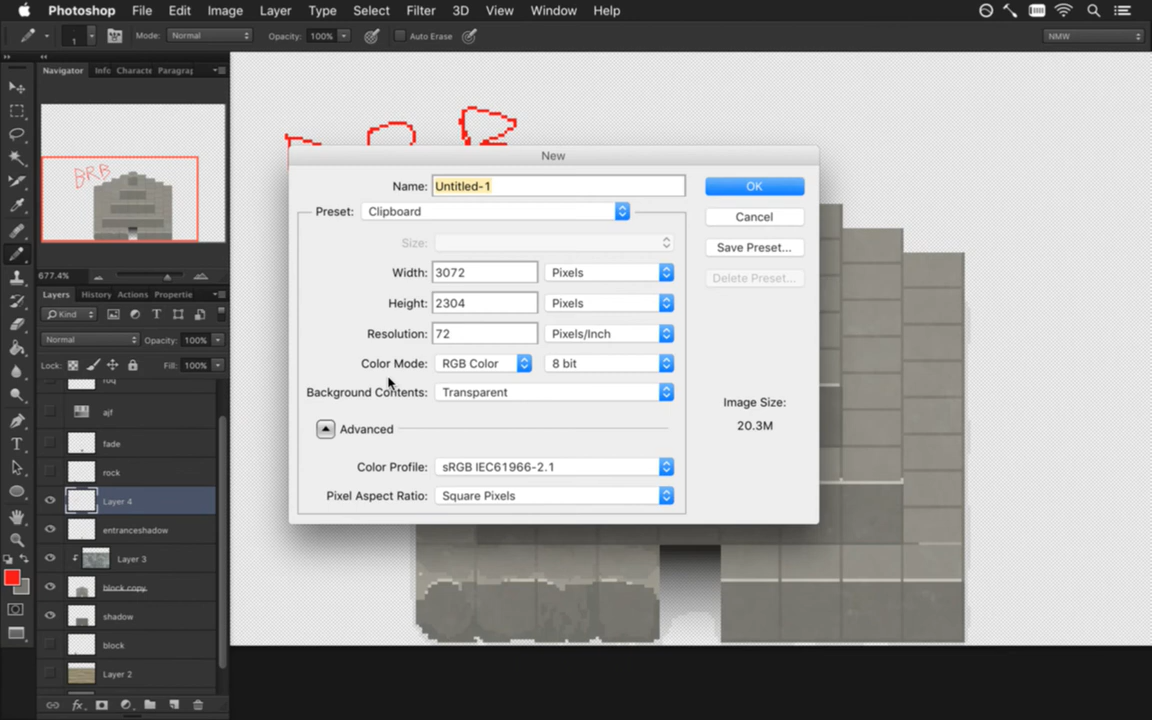 Photoshop File Edit Image Layer Type Select Filter 3D View Window Help
1 Mode: Normal Opacity: 100% Auto Erase NMW
Navigator Info Characte Paragrap
BRB
677.4%
Layers History Actions Propertie
Kind
Normal Opacity: 100%
Lock: Fill: 100%
ajf
fade
rock
Layer 4
entranceshadow
Layer 3
block copy
shadow
block
Layer 2
New
Name: Untitled-1 OK
Preset: Clipboard Cancel
Size: Save Preset...
Width: 3072 Pixels Delete Preset...
Height: 2304 Pixels
Resolution: 72 Pixels/Inch
Color Mode: RGB Color 8 bit
Background Contents: Transparent
Image Size:
20.3M
Advanced
Color Profile: sRGB IEC61966-2.1
Pixel Aspect Ratio: Square Pixels